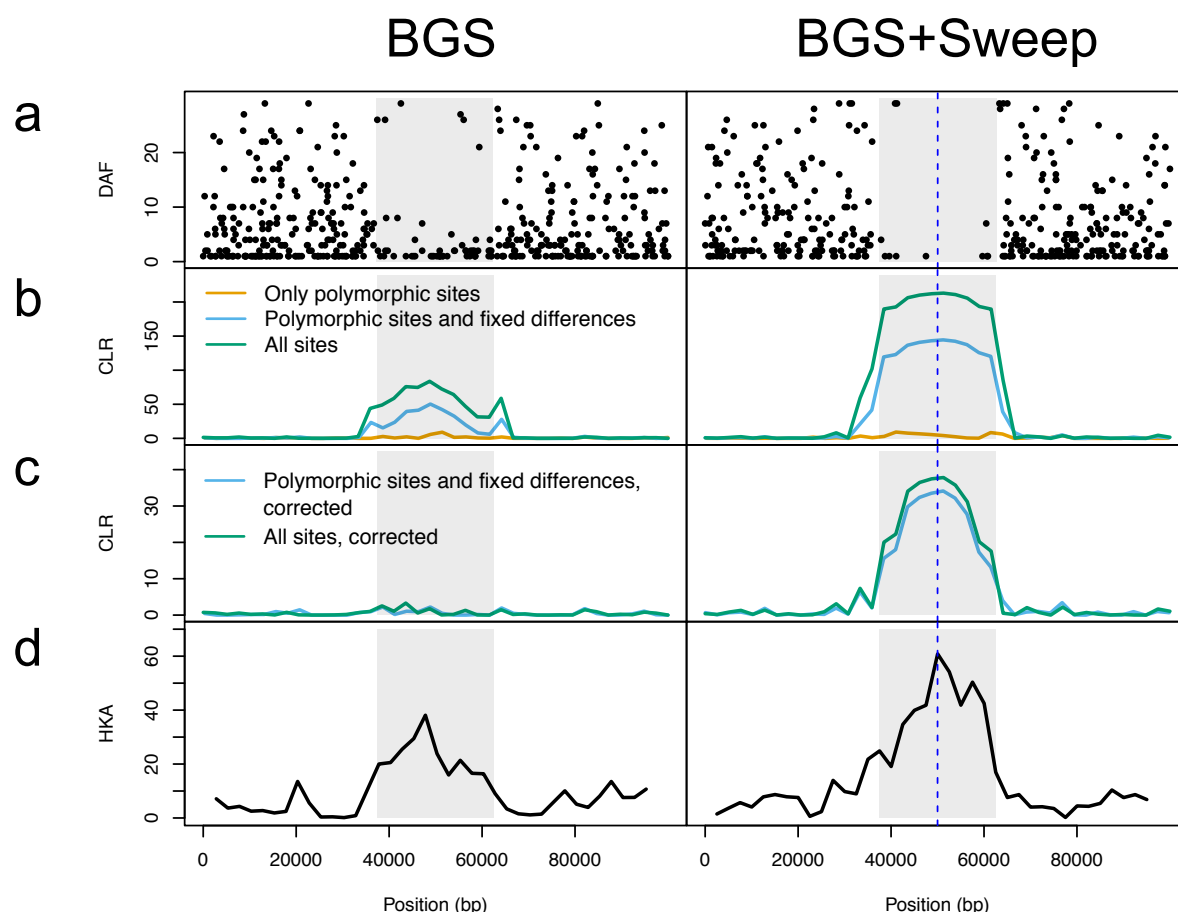 BGS BGS+Sweep
a
DAF
20
10
0
b
CLR
150
50
0
Only polymorphic sites
Polymorphic sites and fixed differences
All sites
c
CLR
30
10
0
Polymorphic sites and fixed differences,
corrected
All sites, corrected
d
HKA
60
40
20
0
0 20000 40000 60000 80000 0 20000 40000 60000 80000
Position (bp) Position (bp)